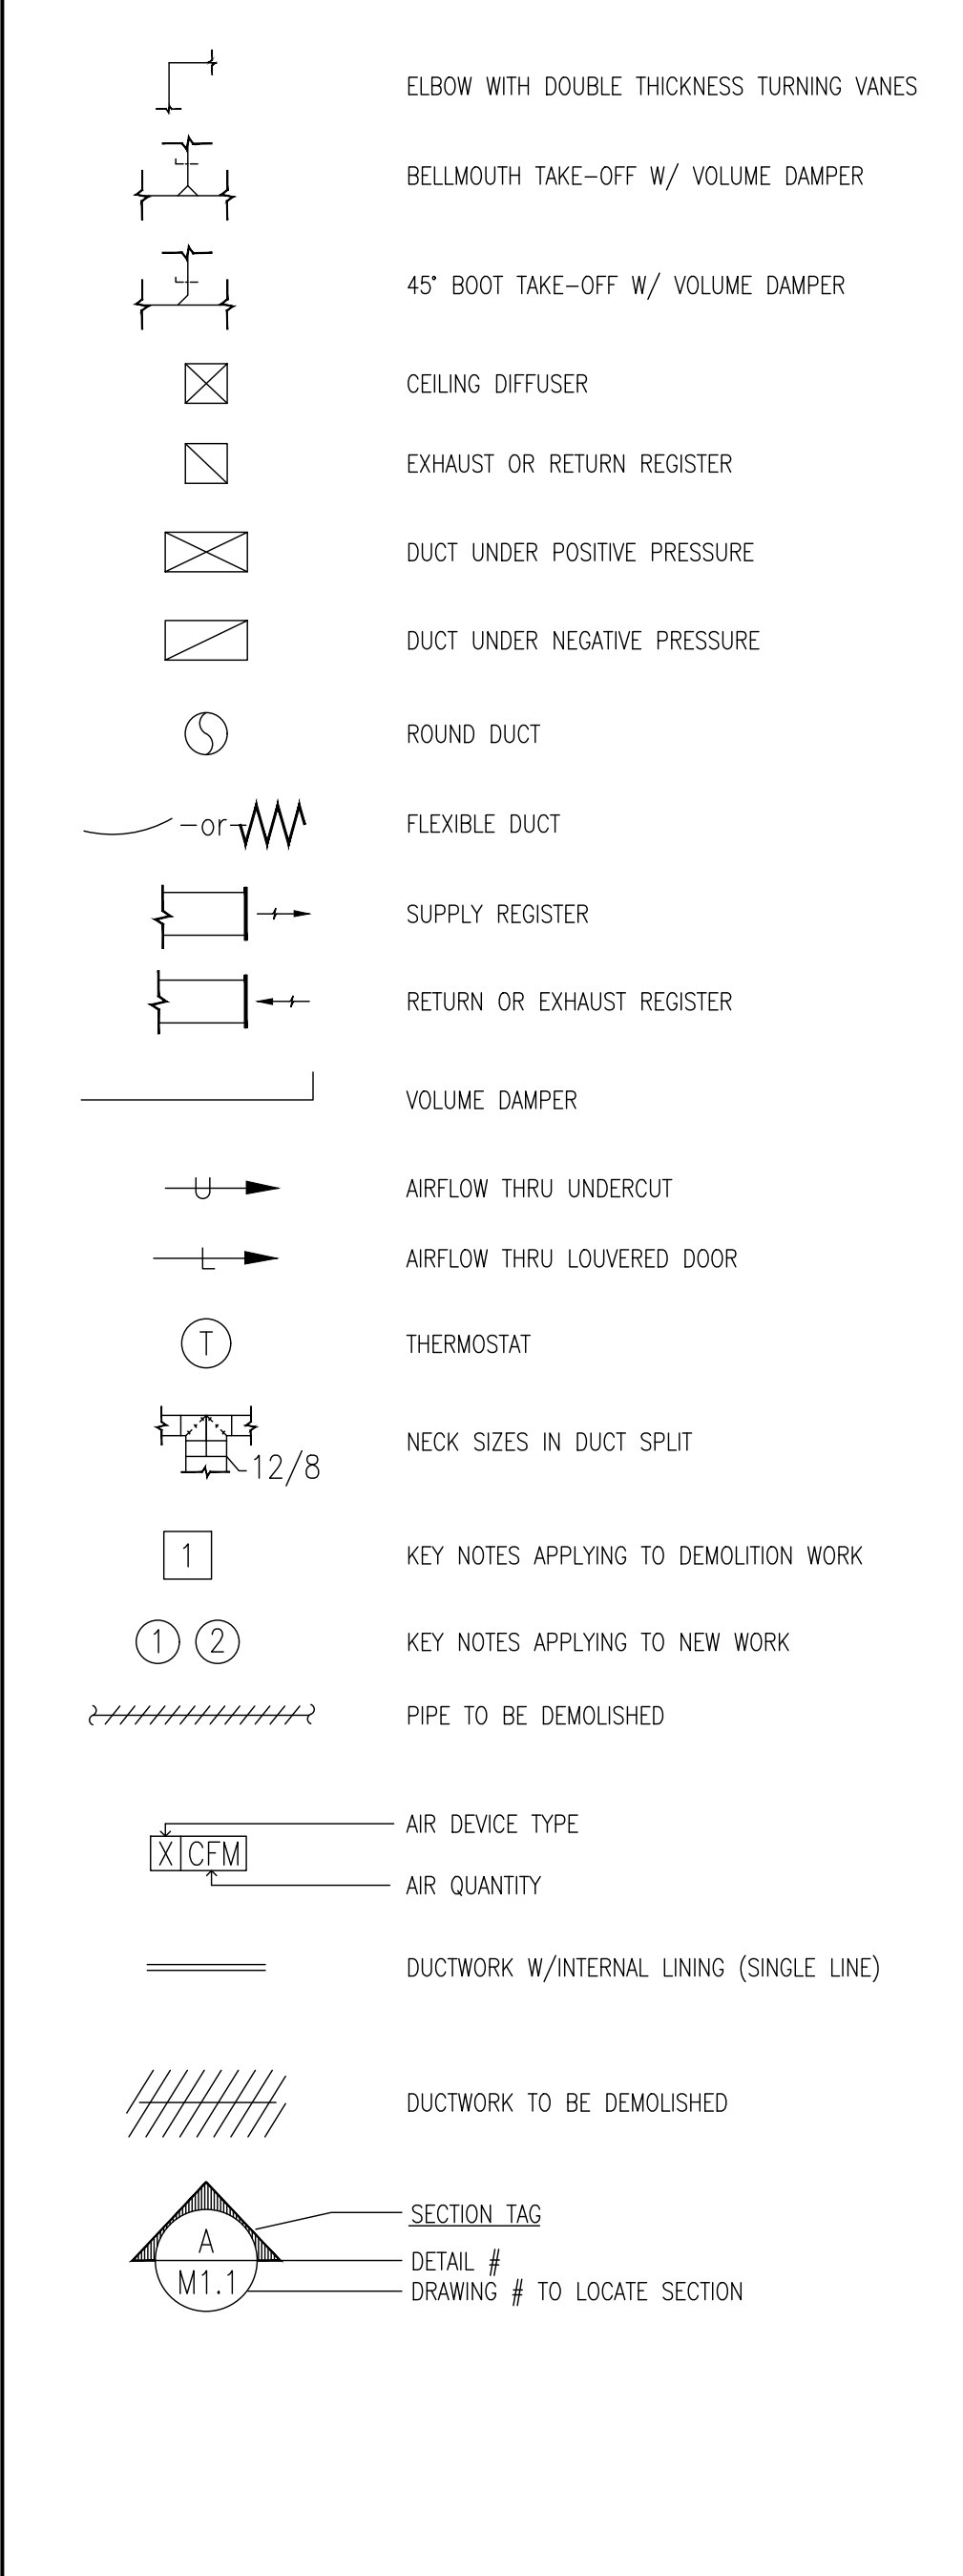 ELBOW WITH DOUBLE THICKNESS TURNING VANES
BELLMOUTH TAKE-OFF W/ VOLUME DAMPER
45° BOOT TAKE-OFF W/ VOLUME DAMPER
CEILING DIFFUSER
EXHAUST OR RETURN REGISTER
DUCT UNDER POSITIVE PRESSURE
DUCT UNDER NEGATIVE PRESSURE
ROUND DUCT
-or- FLEXIBLE DUCT
SUPPLY REGISTER
RETURN OR EXHAUST REGISTER
VOLUME DAMPER
U AIRFLOW THRU UNDERCUT
L AIRFLOW THRU LOUVERED DOOR
T THERMOSTAT
NECK SIZES IN DUCT SPLIT
12/8
1 KEY NOTES APPLYING TO DEMOLITION WORK
1 2 KEY NOTES APPLYING TO NEW WORK
PIPE TO BE DEMOLISHED
AIR DEVICE TYPE
X CFM
AIR QUANTITY
DUCTWORK W/INTERNAL LINING (SINGLE LINE)
DUCTWORK TO BE DEMOLISHED
SECTION TAG
A
DETAIL #
M1.1 DRAWING # TO LOCATE SECTION